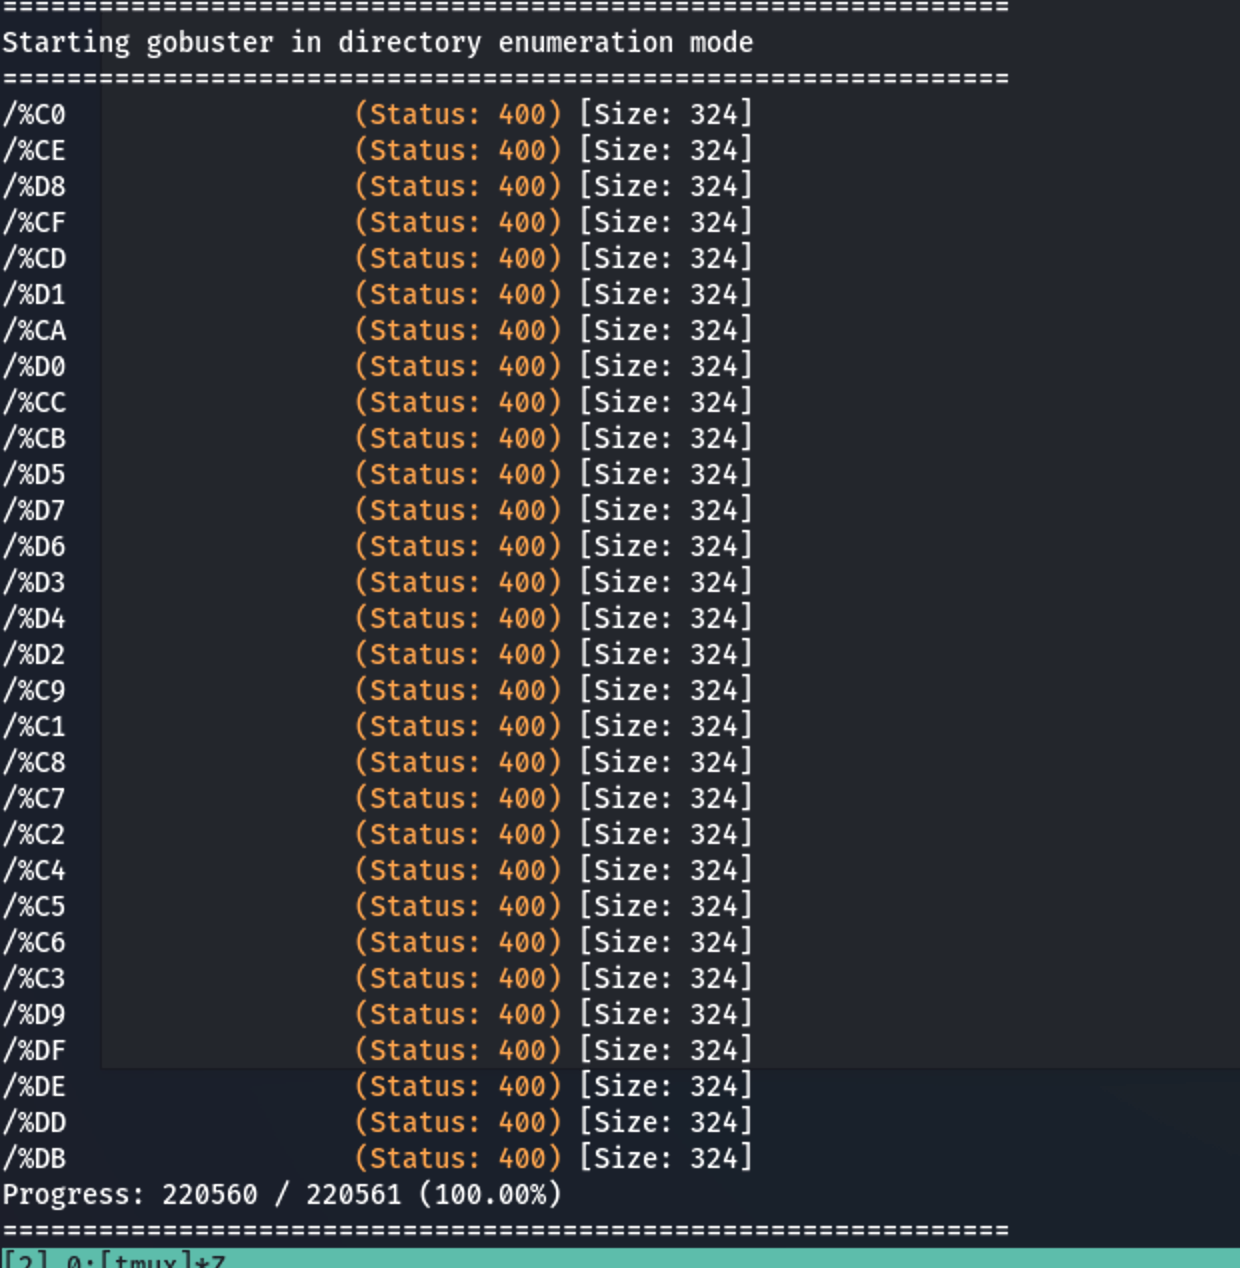 ===============================================================
Starting gobuster in directory enumeration mode
===============================================================
/%C0                  (Status: 400) [Size: 324]
/%CE                  (Status: 400) [Size: 324]
/%D8                  (Status: 400) [Size: 324]
/%CF                  (Status: 400) [Size: 324]
/%CD                  (Status: 400) [Size: 324]
/%D1                  (Status: 400) [Size: 324]
/%CA                  (Status: 400) [Size: 324]
/%D0                  (Status: 400) [Size: 324]
/%CC                  (Status: 400) [Size: 324]
/%CB                  (Status: 400) [Size: 324]
/%D5                  (Status: 400) [Size: 324]
/%D7                  (Status: 400) [Size: 324]
/%D6                  (Status: 400) [Size: 324]
/%D3                  (Status: 400) [Size: 324]
/%D4                  (Status: 400) [Size: 324]
/%D2                  (Status: 400) [Size: 324]
/%C9                  (Status: 400) [Size: 324]
/%C1                  (Status: 400) [Size: 324]
/%C8                  (Status: 400) [Size: 324]
/%C7                  (Status: 400) [Size: 324]
/%C2                  (Status: 400) [Size: 324]
/%C4                  (Status: 400) [Size: 324]
/%C5                  (Status: 400) [Size: 324]
/%C6                  (Status: 400) [Size: 324]
/%C3                  (Status: 400) [Size: 324]
/%D9                  (Status: 400) [Size: 324]
/%DF                  (Status: 400) [Size: 324]
/%DE                  (Status: 400) [Size: 324]
/%DD                  (Status: 400) [Size: 324]
/%DB                  (Status: 400) [Size: 324]
Progress: 220560 / 220561 (100.00%)
===============================================================
[2] 0:[tmux]*Z